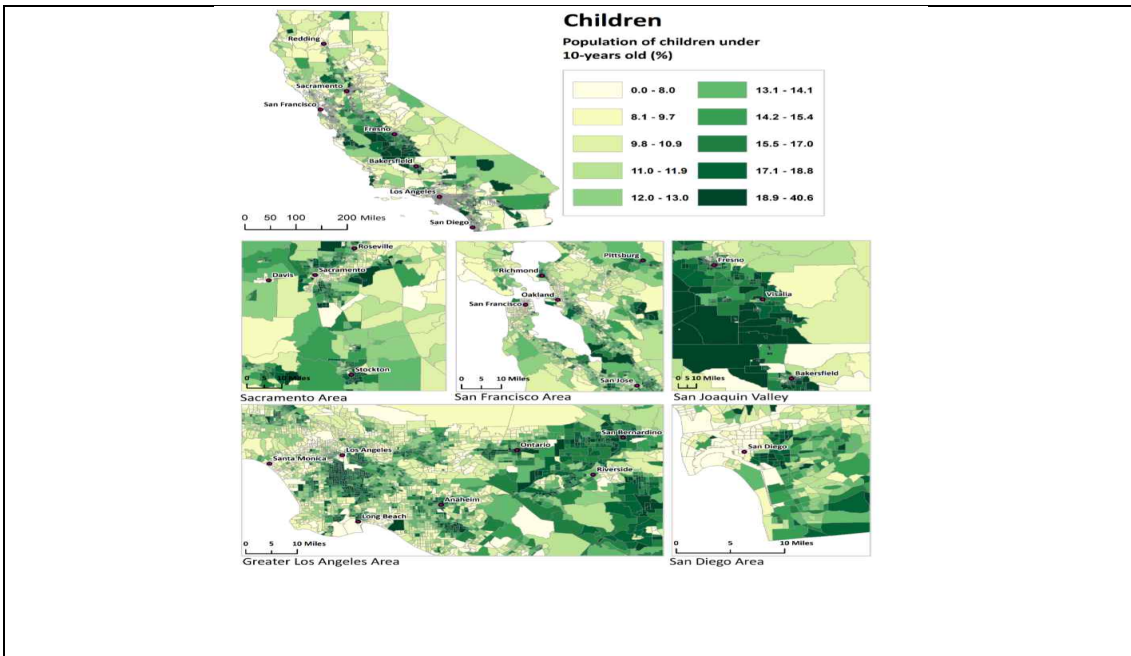 Children
Population of children under
10-years old (%)
0.0 - 8.0
8.1 - 9.7
9.8 - 10.9
11.0 - 11.9
12.0 - 13.0
13.1 - 14.1
14.2 - 15.4
15.5 - 17.0
17.1 - 18.8
18.9 - 40.6
Redding
Sacramento
San Francisco
Fresno
Bakersfield
Los Angeles
San Diego
0 50 100 200 Miles
Roseville
Davis
Sacramento
Stockton
0 5 10 Miles
Sacramento Area
Pittsburg
Richmond
Oakland
San Francisco
San Jose
0 5 10 Miles
San Francisco Area
Fresno
Visalia
Bakersfield
0 5 10 Miles
San Joaquin Valley
San Bernardino
Ontario
Los Angeles
Santa Monica
Riverside
Anaheim
Long Beach
0 5 10 Miles
Greater Los Angeles Area
San Diego
0 5 10 Miles
San Diego Area